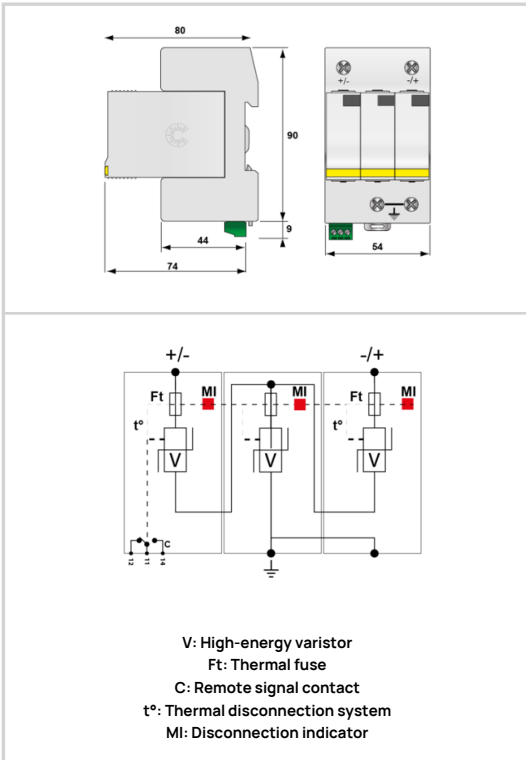 80
+/-
-/+
90
44
9
74
54
+/-
-/+
Ft
MI
MI
Ft
MI
t°
t°
V
V
V
C
12
11
14
V: High-energy varistor
Ft: Thermal fuse
C: Remote signal contact
t°: Thermal disconnection system
MI: Disconnection indicator